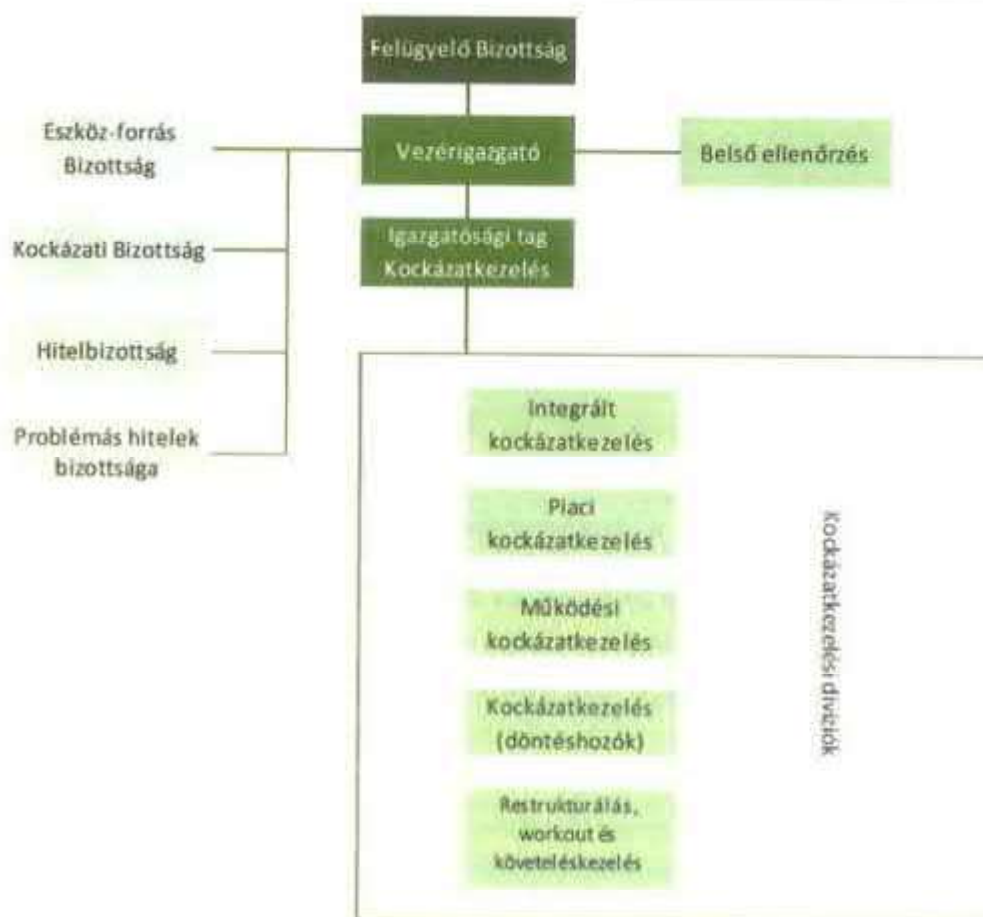 Felügyelő Bizottság
Eszköz-forrás
Bizottság
Vezérigazgató
Belső ellenőrzés
Igazgatósági tag
Kockázatkezelés
Kockázati Bizottság
Hitelbizottság
Problémás hitelek
bizottsága
Integrált
kockázatkezelés
Piaci
kockázatkezelés
Működési
kockázatkezelés
Kockázatkezelés
(döntéshozók)
Restrukturálás,
workout és
követeléskezelés
Kockázatkezelési divíziók